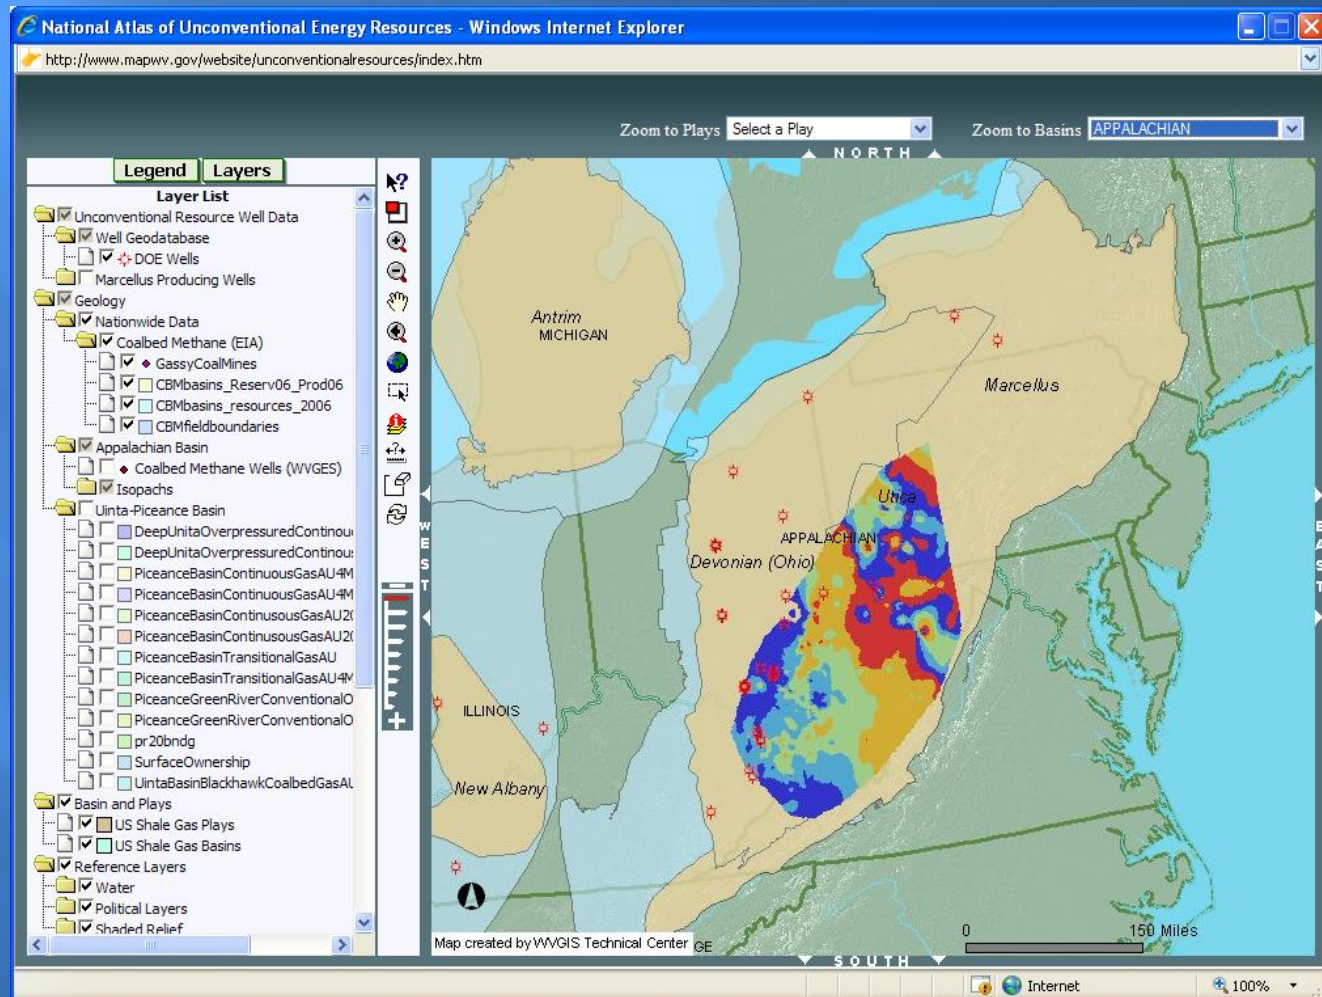 National Atlas of Unconventional Energy Resources - Windows Internet Explorer
http://www.mapwv.gov/website/unconventionalresources/index.htm
Zoom to Plays Select a Play Zoom to Basins APPALACHIAN
NORTH
Legend Layers
Layer List
Unconventional Resource Well Data
Well Geodatabase
DOE Wells
Marcellus Producing Wells
Geology
Nationwide Data
Coalbed Methane (EIA)
GassyCoalMines
CBMbasins_Reserv06_Prod06
CBMbasins_resources_2006
CBMfieldboundaries
Appalachian Basin
Coalbed Methane Wells (WVGES)
Isopachs
Uinta-Piceance Basin
DeepUnitaOverpressuredContinou
DeepUnitaOverpressuredContinou
PiceanceBasinContinuousGasAU4M
PiceanceBasinContinuousGasAU4M
PiceanceBasinContinusousGasAU20
PiceanceBasinContinusousGasAU20
PiceanceBasinTransitionalGasAU
PiceanceBasinTransitionalGasAU4M
PiceanceGreenRiverConventionalO
PiceanceGreenRiverConventionalO
pr20bndg
SurfaceOwnership
UintaBasinBlackhawkCoalbedGasAU
Basin and Plays
US Shale Gas Plays
US Shale Gas Basins
Reference Layers
Water
Political Layers
Shaded Relief
WEST
EAST
Antrim
MICHIGAN
Marcellus
Utica
APPALACHIAN
Devonian (Ohio)
ILLINOIS
New Albany
0 150 Miles
Map created by WVGIS Technical Center GE
SOUTH
Internet 100%